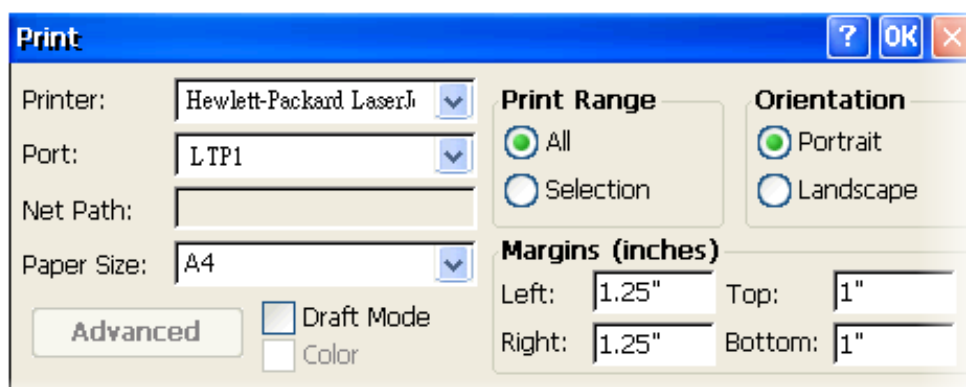 Print ? OK ×
Printer: Hewlett-Packard LaserJ
Port: LTP1
Net Path:
Paper Size: A4
Advanced
Draft Mode
Color
Print Range
All
Selection
Orientation
Portrait
Landscape
Margins (inches)
Left: 1.25" Top: 1"
Right: 1.25" Bottom: 1"